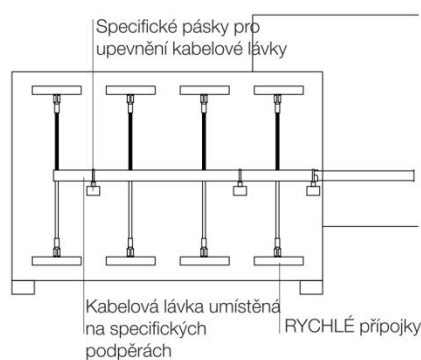 Specifické pásky pro
upevnění kabelové lávky
Kabelová lávka umístěná
na specifických
podpěrách
RYCHLÉ přípojky